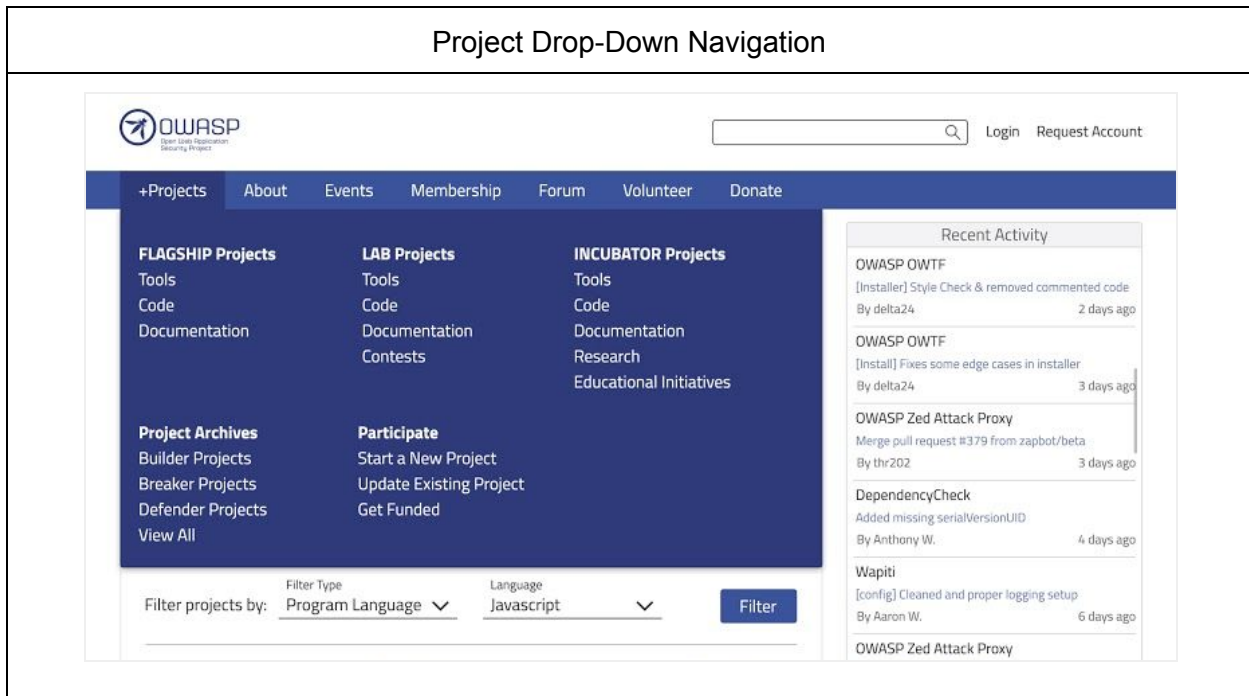 Project Drop-Down Navigation
OWASP
Open Web Application
Security Project
Login Request Account
+Projects About Events Membership Forum Volunteer Donate
FLAGSHIP Projects
Tools
Code
Documentation
LAB Projects
Tools
Code
Documentation
Contests
INCUBATOR Projects
Tools
Code
Documentation
Research
Educational Initiatives
Project Archives
Builder Projects
Breaker Projects
Defender Projects
View All
Participate
Start a New Project
Update Existing Project
Get Funded
Filter projects by:
Filter Type
Program Language
Language
Javascript
Filter
Recent Activity
OWASP OWTF
[Installer] Style Check & removed commented code
By delta24 2 days ago
OWASP OWTF
[Install] Fixes some edge cases in installer
By delta24 3 days ago
OWASP Zed Attack Proxy
Merge pull request #379 from zapbot/beta
By thr202 3 days ago
DependencyCheck
Added missing serialVersionUID
By Anthony W. 4 days ago
Wapiti
[config] Cleaned and proper logging setup
By Aaron W. 6 days ago
OWASP Zed Attack Proxy